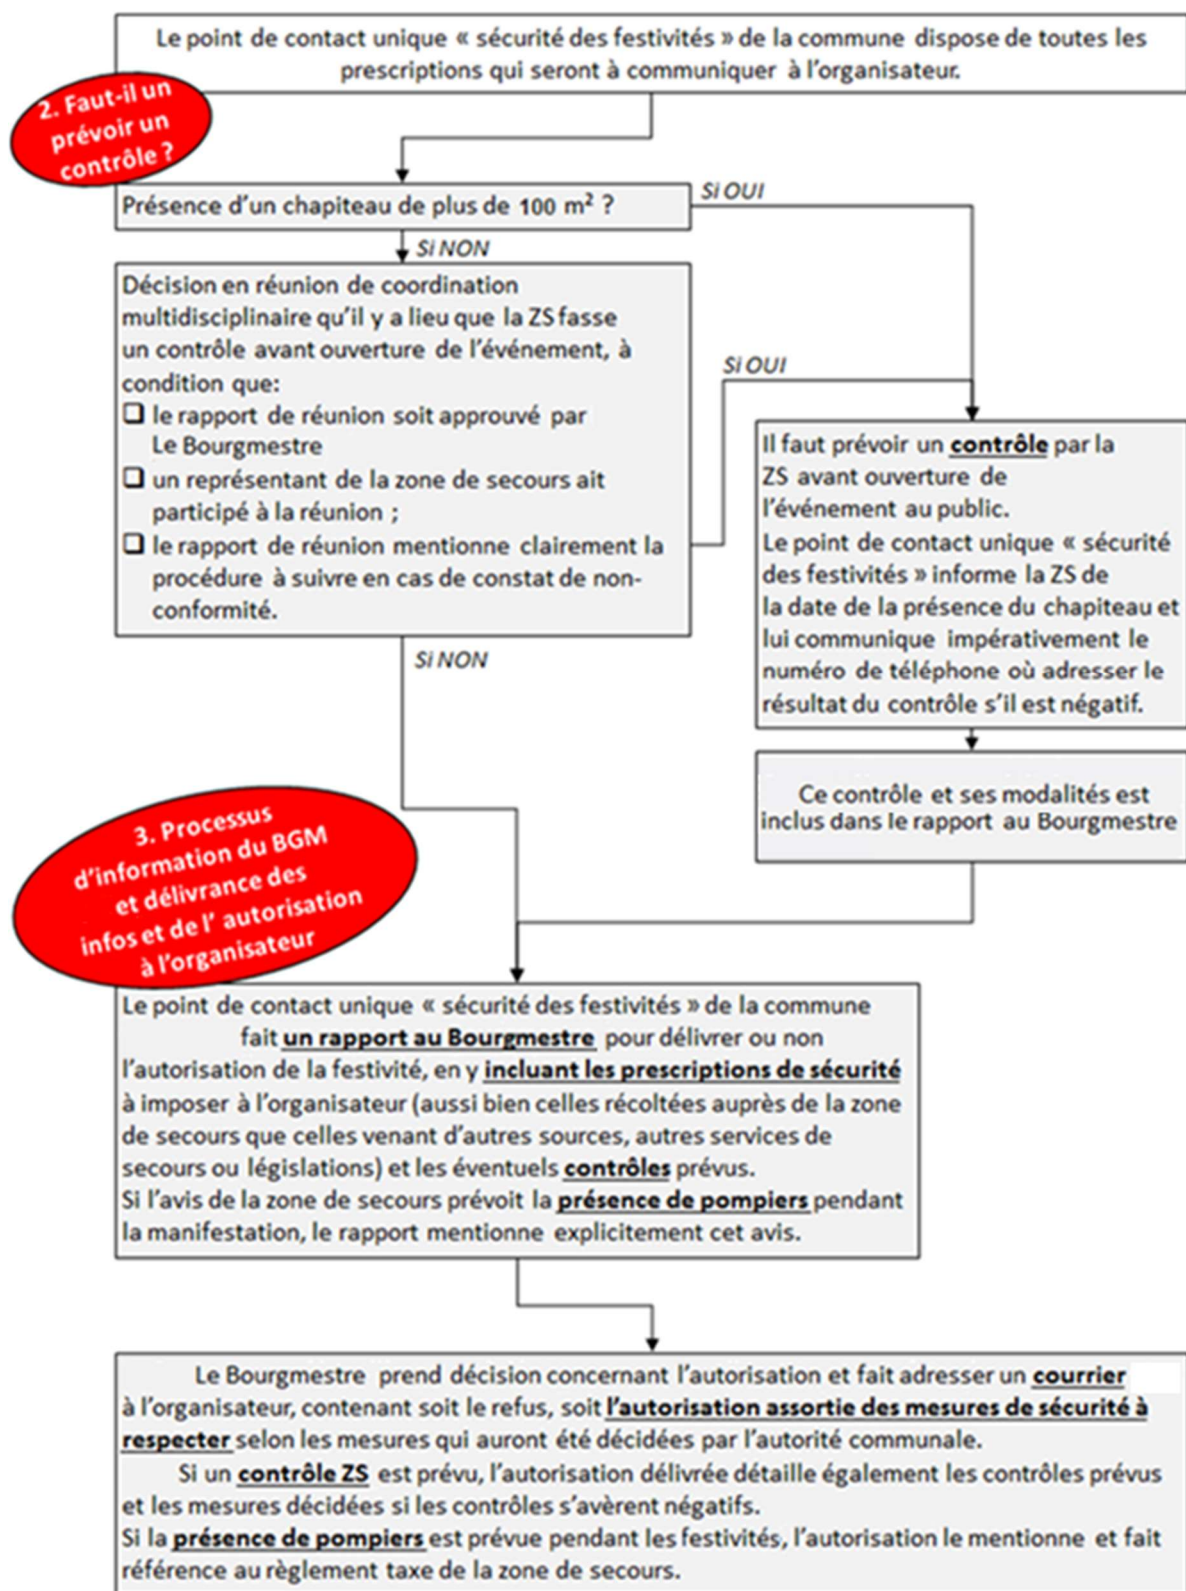 Le point de contact unique « sécurité des festivités » de la commune dispose de toutes les
prescriptions qui seront à communiquer à l'organisateur.
2. Faut-il un
prévoir un
contrôle ?
Présence d'un chapiteau de plus de 100 m² ?
Si OUI
Si NON
Décision en réunion de coordination
multidisciplinaire qu'il y a lieu que la ZS fasse
un contrôle avant ouverture de l'événement, à
condition que:
❑ le rapport de réunion soit approuvé par
Le Bourgmestre
❑ un représentant de la zone de secours ait
participé à la réunion ;
❑ le rapport de réunion mentionne clairement la
procédure à suivre en cas de constat de non-
conformité.
Si OUI
Il faut prévoir un contrôle par la
ZS avant ouverture de
l'événement au public.
Le point de contact unique « sécurité
des festivités » informe la ZS de
la date de la présence du chapiteau et
lui communique impérativement le
numéro de téléphone où adresser le
résultat du contrôle s'il est négatif.
Si NON
Ce contrôle et ses modalités est
inclus dans le rapport au Bourgmestre
3. Processus
d'information du BGM
et délivrance des
infos et de l' autorisation
à l'organisateur
Le point de contact unique « sécurité des festivités » de la commune
fait un rapport au Bourgmestre pour délivrer ou non
l'autorisation de la festivité, en y incluant les prescriptions de sécurité
à imposer à l'organisateur (aussi bien celles récoltées auprès de la zone
de secours que celles venant d'autres sources, autres services de
secours ou législations) et les éventuels contrôles prévus.
Si l'avis de la zone de secours prévoit la présence de pompiers pendant
la manifestation, le rapport mentionne explicitement cet avis.
Le Bourgmestre prend décision concernant l'autorisation et fait adresser un courrier
à l'organisateur, contenant soit le refus, soit l'autorisation assortie des mesures de sécurité à
respecter selon les mesures qui auront été décidées par l'autorité communale.
Si un contrôle ZS est prévu, l'autorisation délivrée détaille également les contrôles prévus
et les mesures décidées si les contrôles s'avèrent négatifs.
Si la présence de pompiers est prévue pendant les festivités, l'autorisation le mentionne et fait
référence au règlement taxe de la zone de secours.